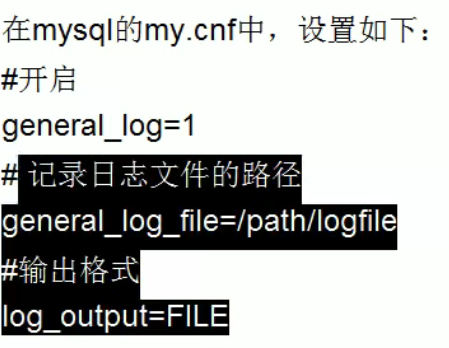 在mysql的my.cnf中，设置如下：
#开启
general_log=1
# 记录日志文件的路径
general_log_file=/path/logfile
#输出格式
log_output=FILE